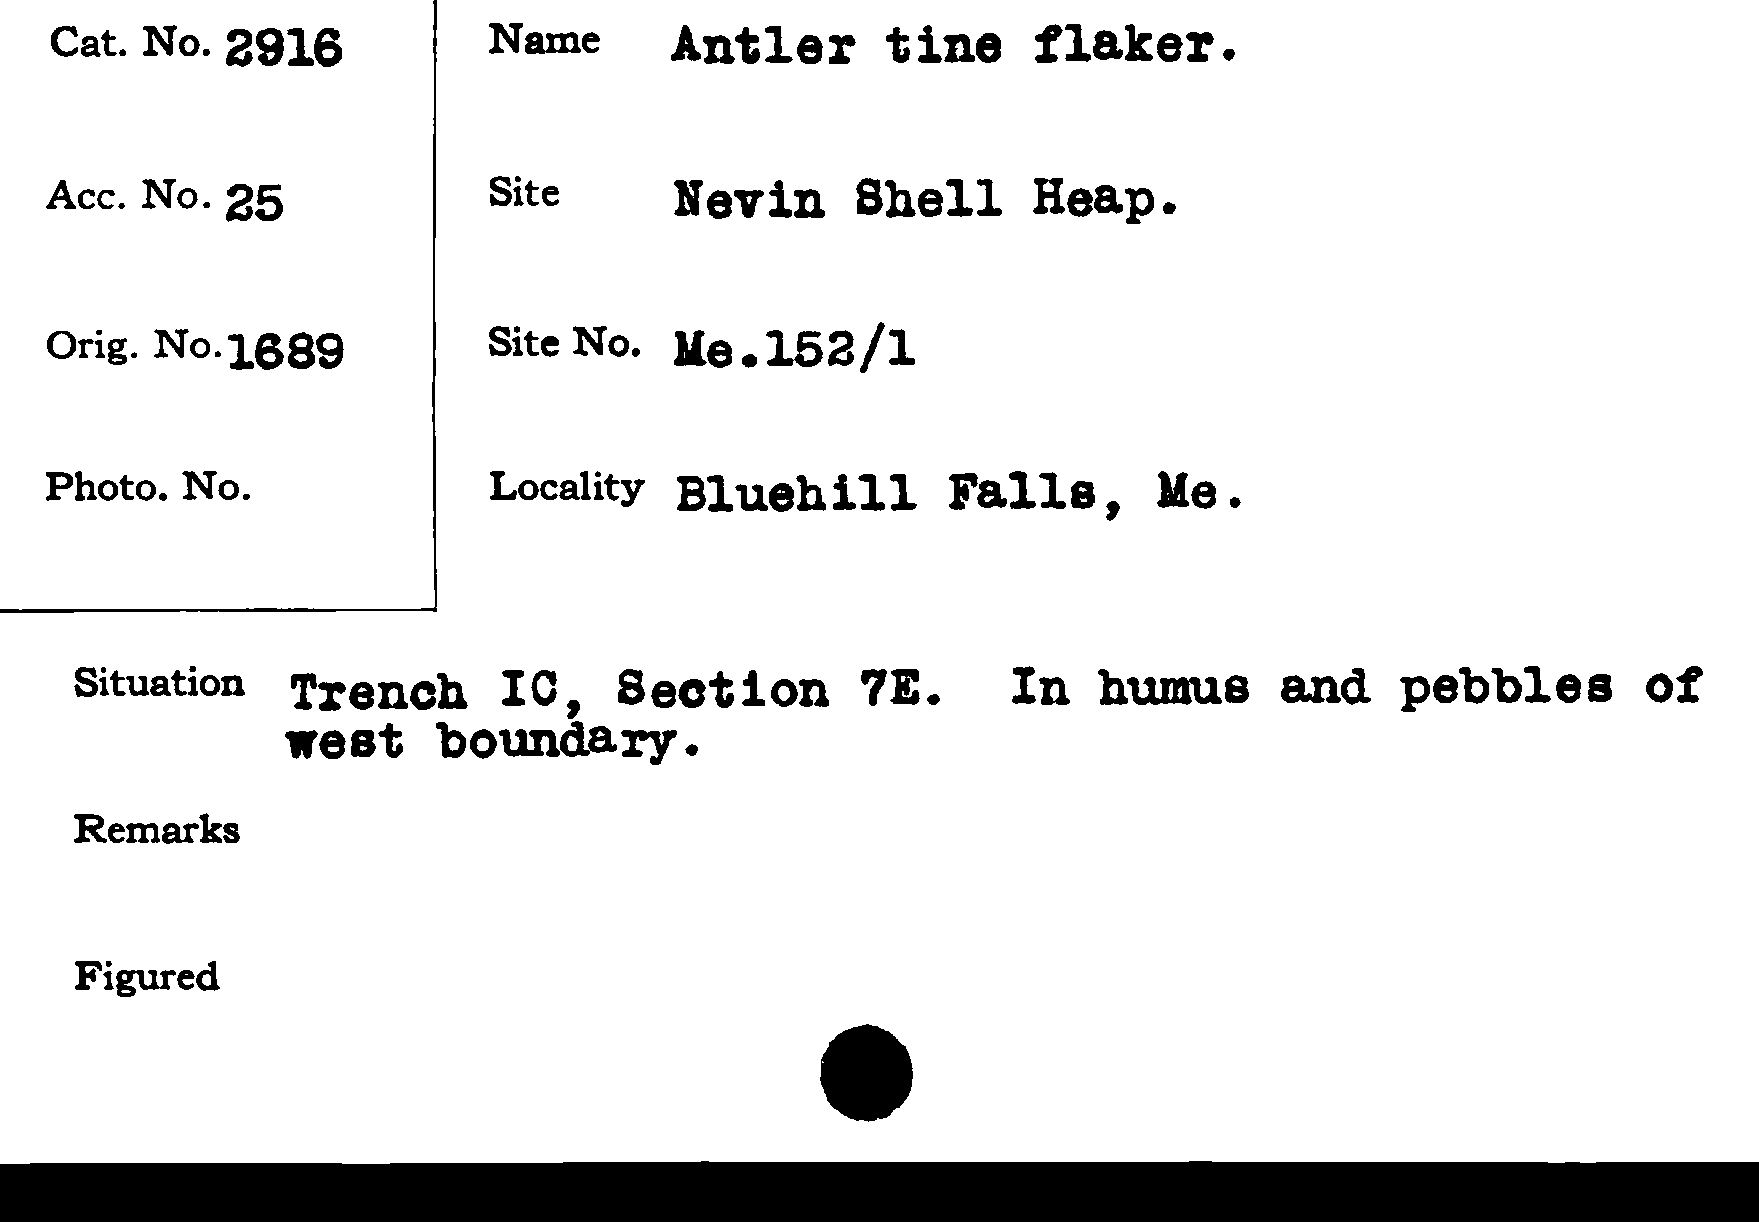 Cat. No. 2916
Acc. No. 25
Orig. No. 1689
Photo. No.
Name Antler tine flaker.
Site Nevin Shell Heap.
Site No. Me.152/1
Locality Bluehill Falls, Me.
Situation Trench IC, Section 7E. In humus and pebbles of
west boundary.
Remarks
Figured